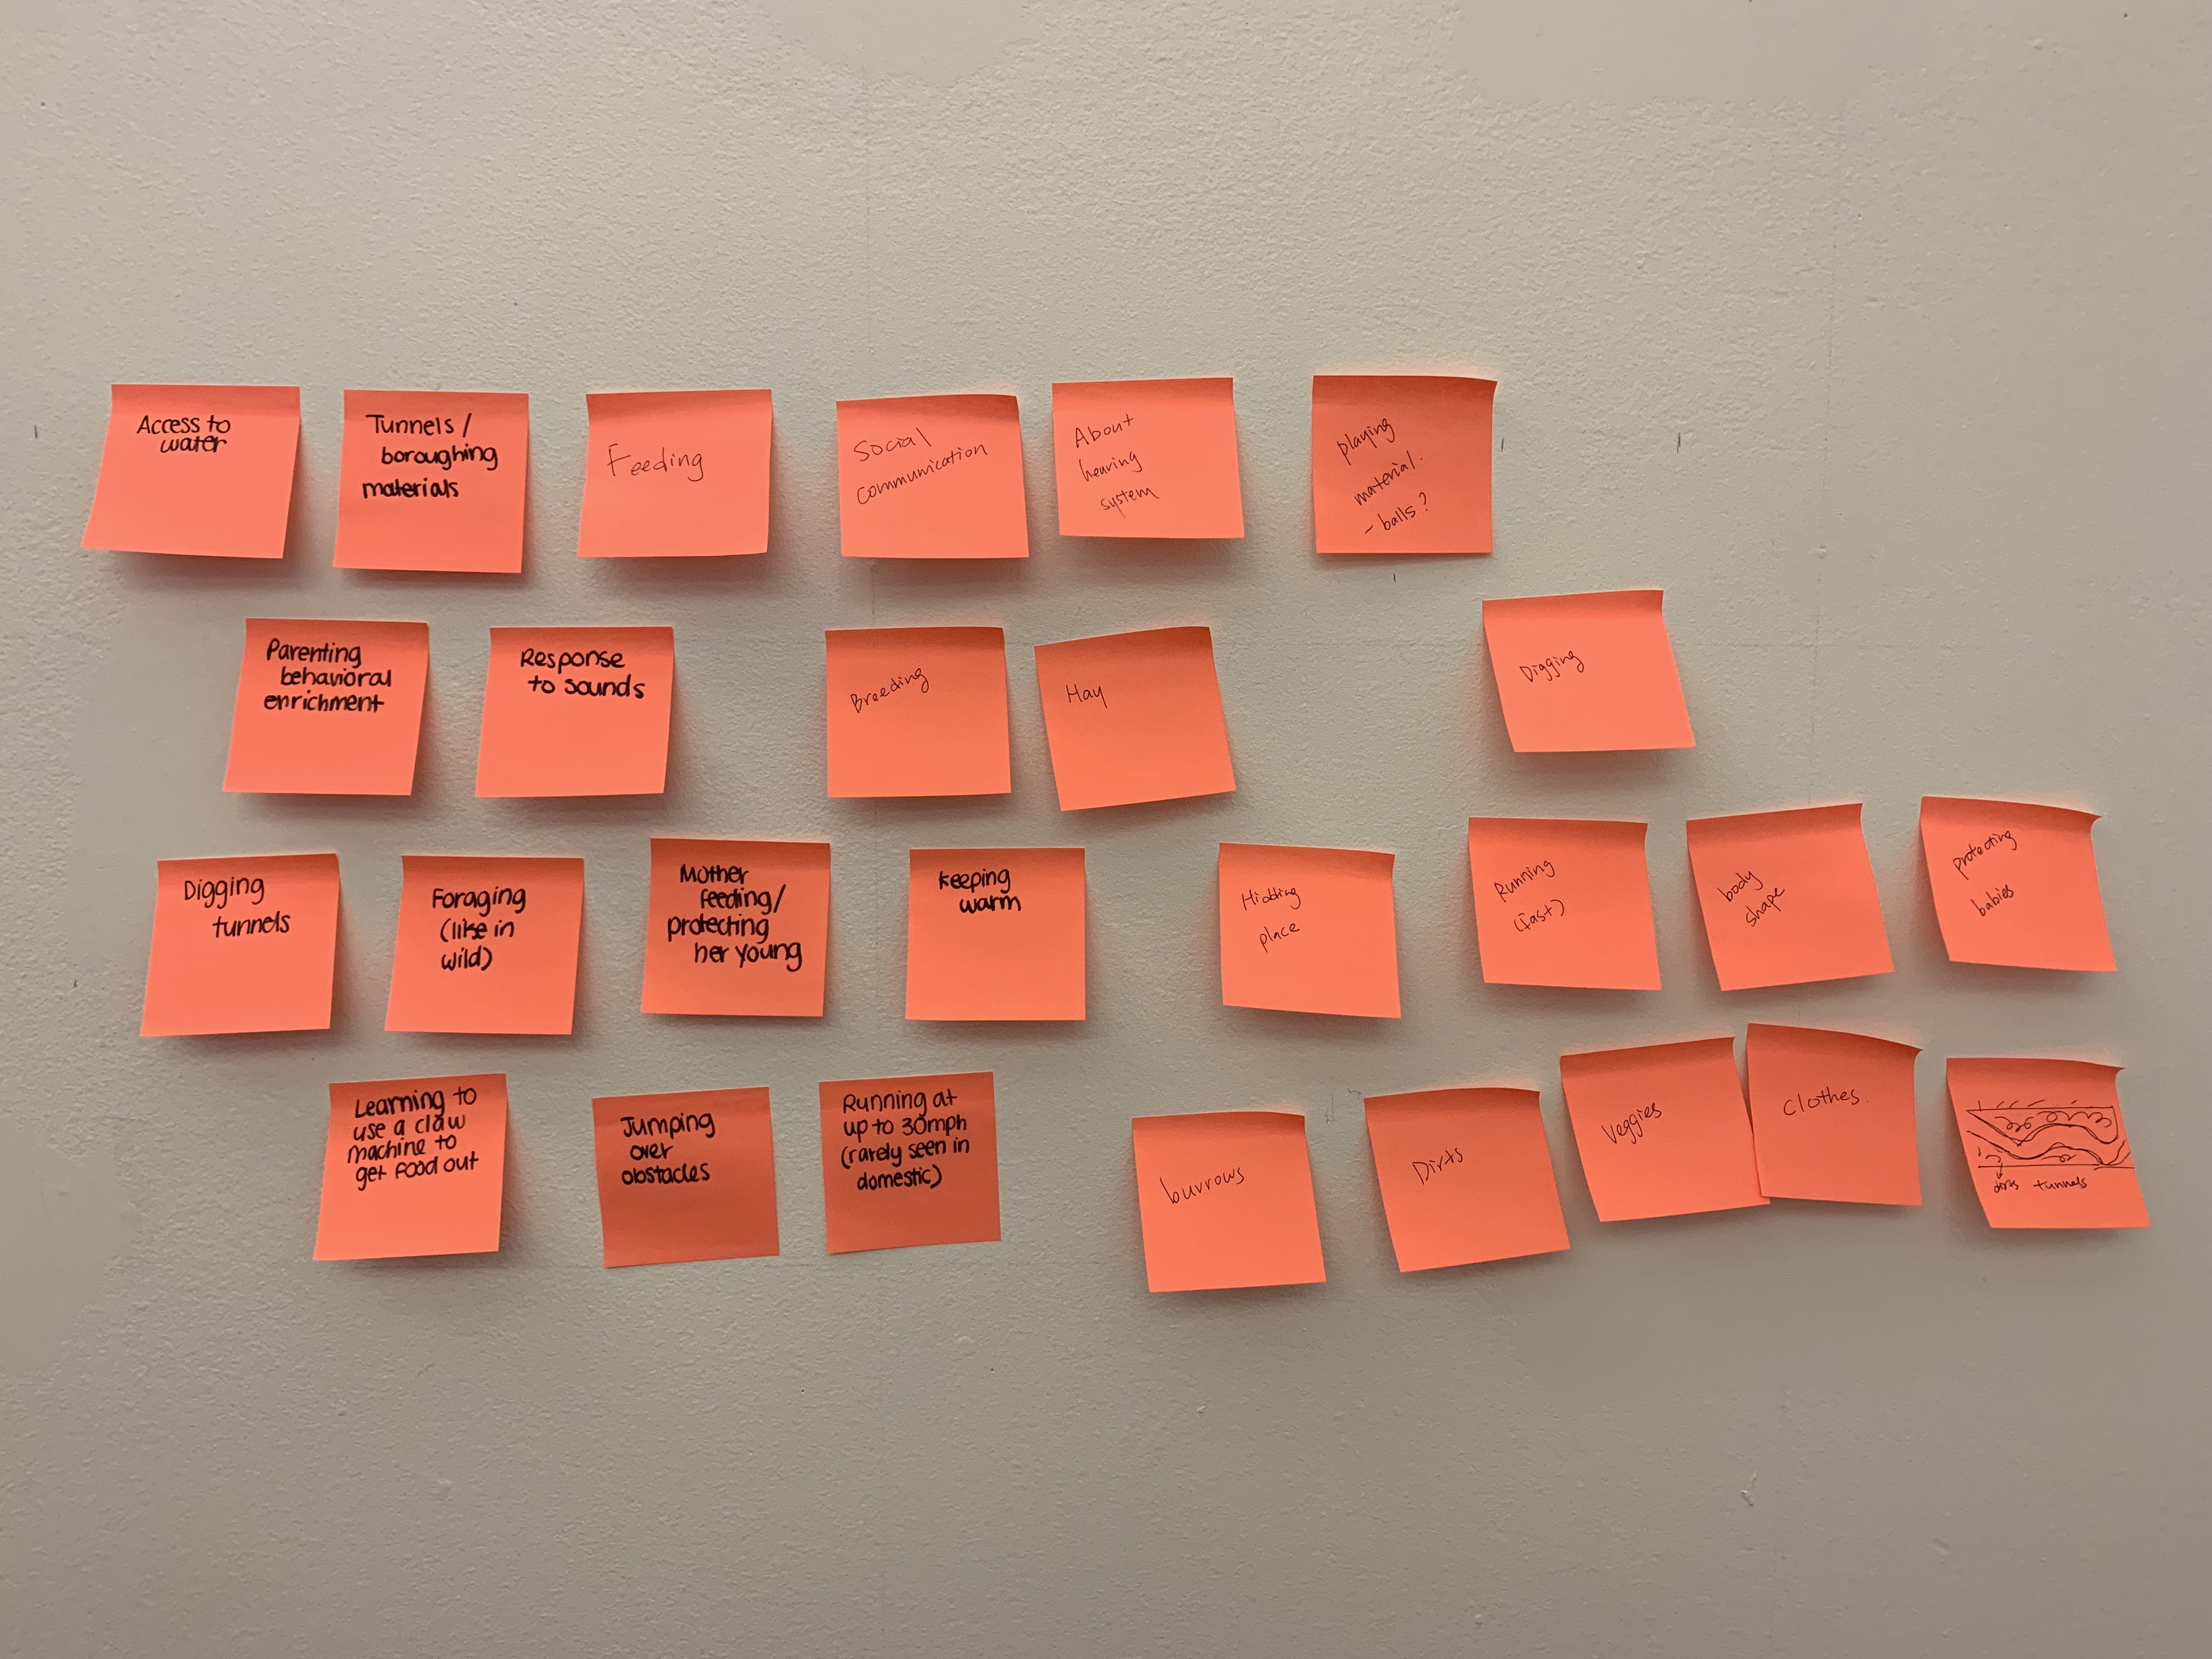 Access to
water
Tunnels /
boroughing
materials
Feeding
Social
communication
About
hearing
system
playing
material.
- balls?
Parenting
behavioral
enrichment
Response
to sounds
Breeding
Hay
Digging
Digging
tunnels
Foraging
(like in
wild)
Mother
feeding/
protecting
her young
Keeping
warm
Hidding
place
Running
(fast)
body
shape
protecting
babies
Learning to
use a claw
machine to
get food out
Jumping
over
obstacles
Running at
up to 30mph
(rarely seen in
domestic)
burrows
Dirts
Veggies
Clothes.
dirts tunnels